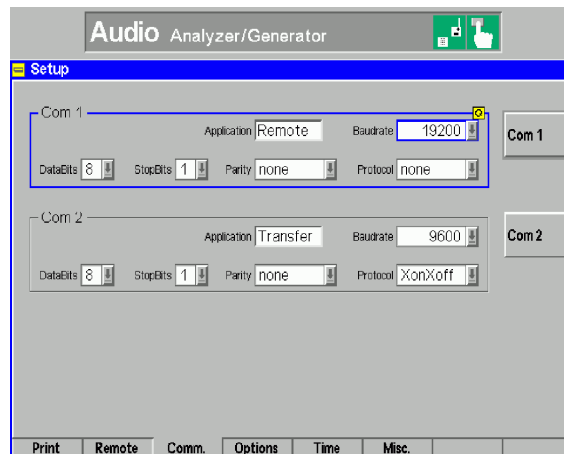 Audio Analyzer/Generator
Setup
Com 1
Application Remote Baudrate 19200
Com 1
DataBits 8 StopBits 1 Parity none Protocol none
Com 2
Application Transfer Baudrate 9600
Com 2
DataBits 8 StopBits 1 Parity none Protocol XonXoff
Print Remote Comm. Options Time Misc.